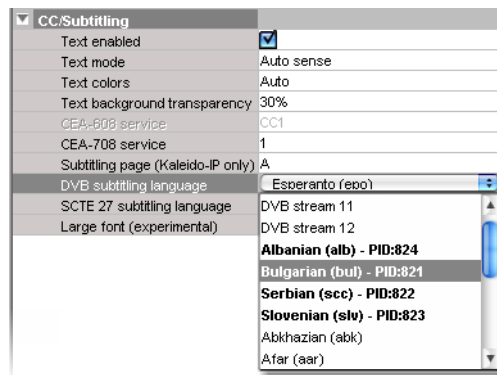 CC/Subtitling
Text enabled
Text mode Auto sense
Text colors Auto
Text background transparency 30%
CEA-608 service CC1
CEA-708 service 1
Subtitling page (Kaleido-IP only) A
DVB subtitling language Esperanto (epo)
SCTE 27 subtitling language DVB stream 11
Large font (experimental) DVB stream 12
Albanian (alb) - PID:824
Bulgarian (bul) - PID:821
Serbian (scc) - PID:822
Slovenian (slv) - PID:823
Abkhazian (abk)
Afar (aar)